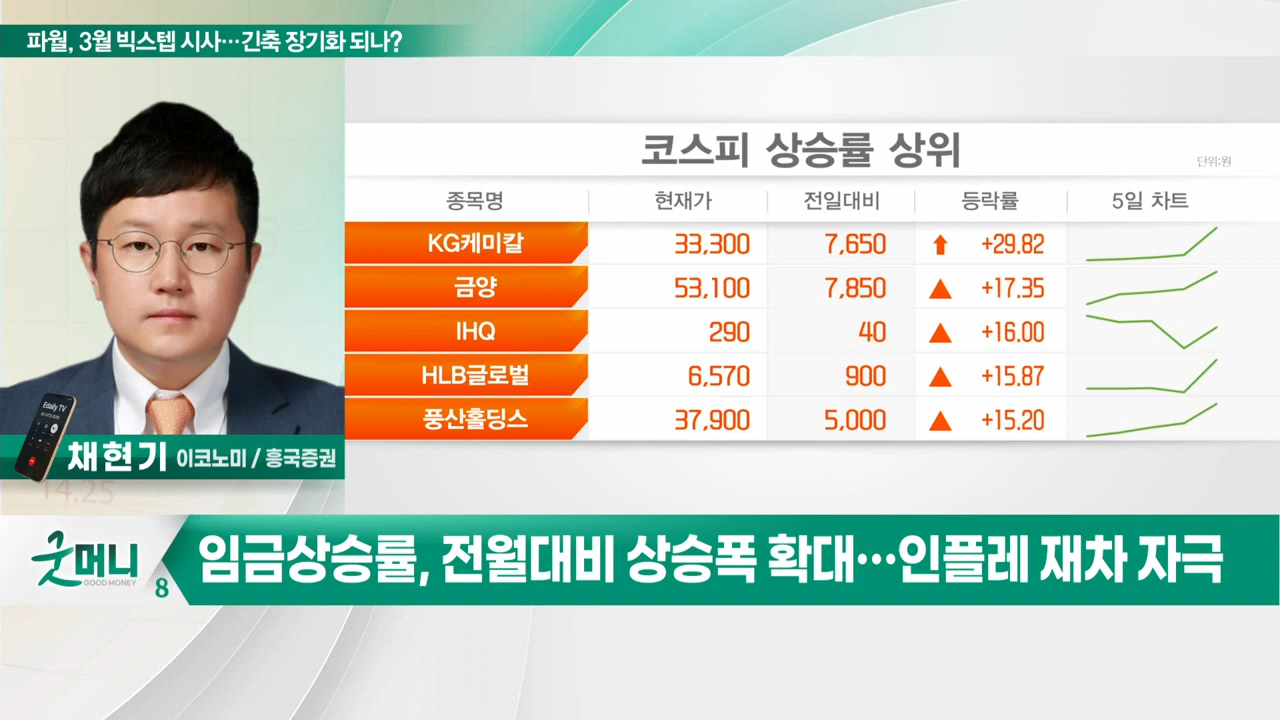 파월, 3월 빅스텝 시사…긴축 장기화 되나?
코스피 상승률 상위
단위:원
종목명 현재가 전일대비 등락률 5일 차트
KG케미칼 33,300 7,650 +29.82
금양 53,100 7,850 ▲ +17.35
IHQ 290 40 ▲ +16.00
HLB글로벌 6,570 900 ▲ +15.87
풍산홀딩스 37,900 5,000 ▲ +15.20
Edaily TV
채현기 이코노미 / 흥국증권
14.25
굿머니
GOOD MONEY
8
임금상승률, 전월대비 상승폭 확대…인플레 재차 자극